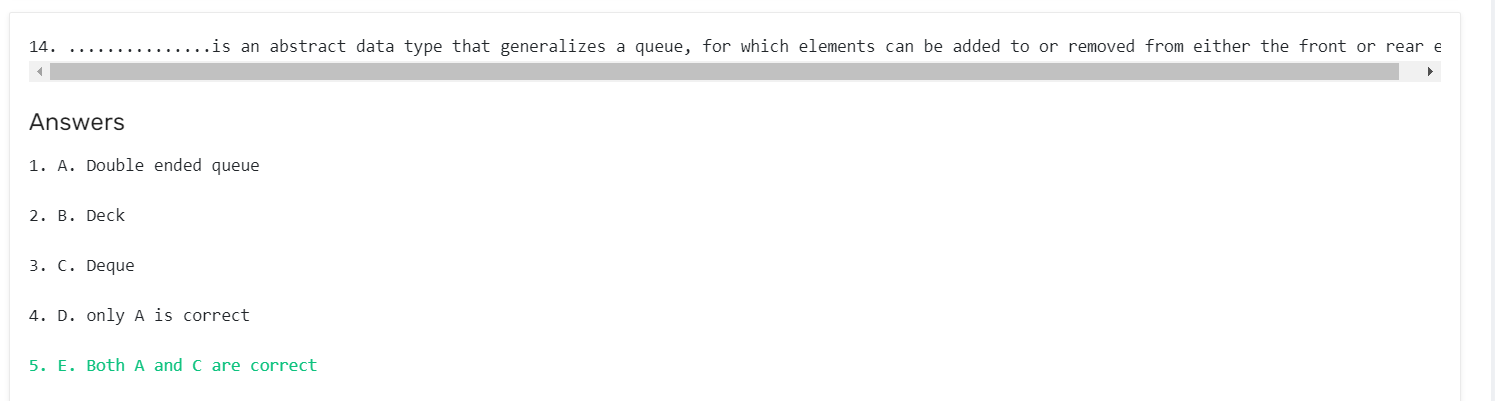 14. ...............is an abstract data type that generalizes a queue, for which elements can be added to or removed from either the front or rear
Answers
1. A. Double ended queue
2. B. Deck
3. C. Deque
4. D. only A is correct
5. E. Both A and C are correct